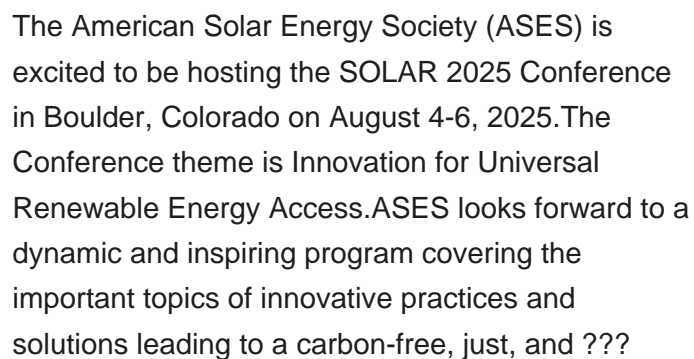 The American Solar Energy Society (ASES) is
excited to be hosting the SOLAR 2025 Conference
in Boulder, Colorado on August 4-6, 2025.The
Conference theme is Innovation for Universal
Renewable Energy Access.ASES looks forward to a
dynamic and inspiring program covering the
important topics of innovative practices and
solutions leading to a carbon-free, just, and ???